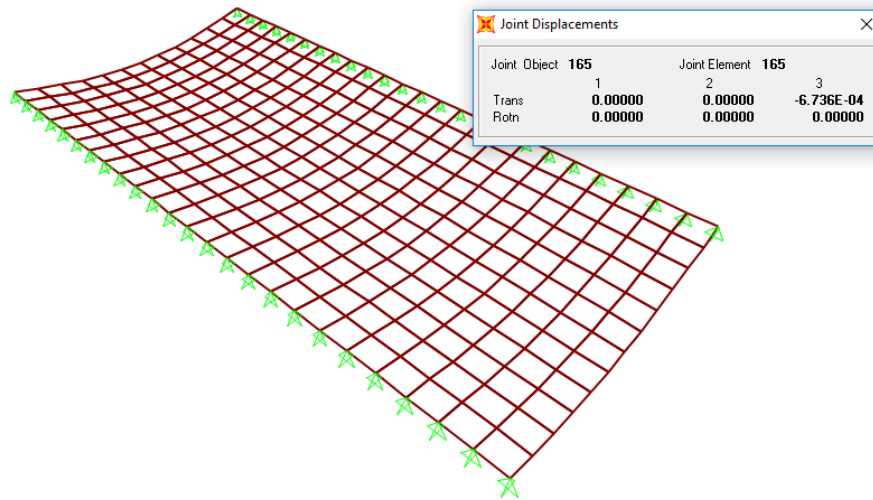 Joint Displacements
Joint Object 165 Joint Element 165
1 2 3
Trans 0.00000 0.00000 -6.736E-04
Rotn 0.00000 0.00000 0.00000